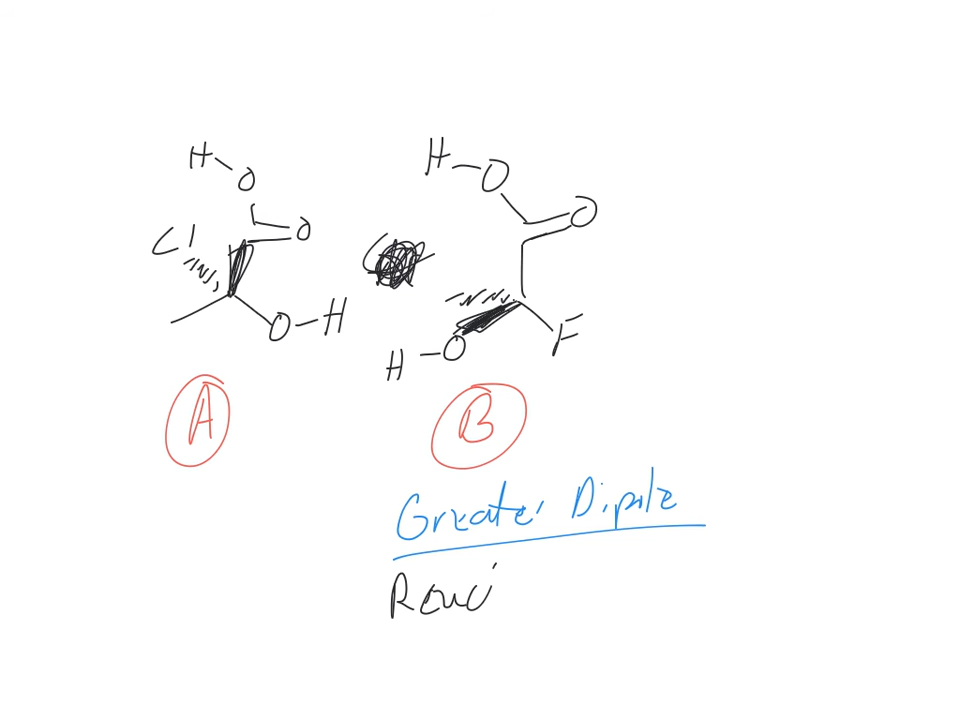 H O
Cl O
O H
H O
O
H O F
A
B
Greater Dipole